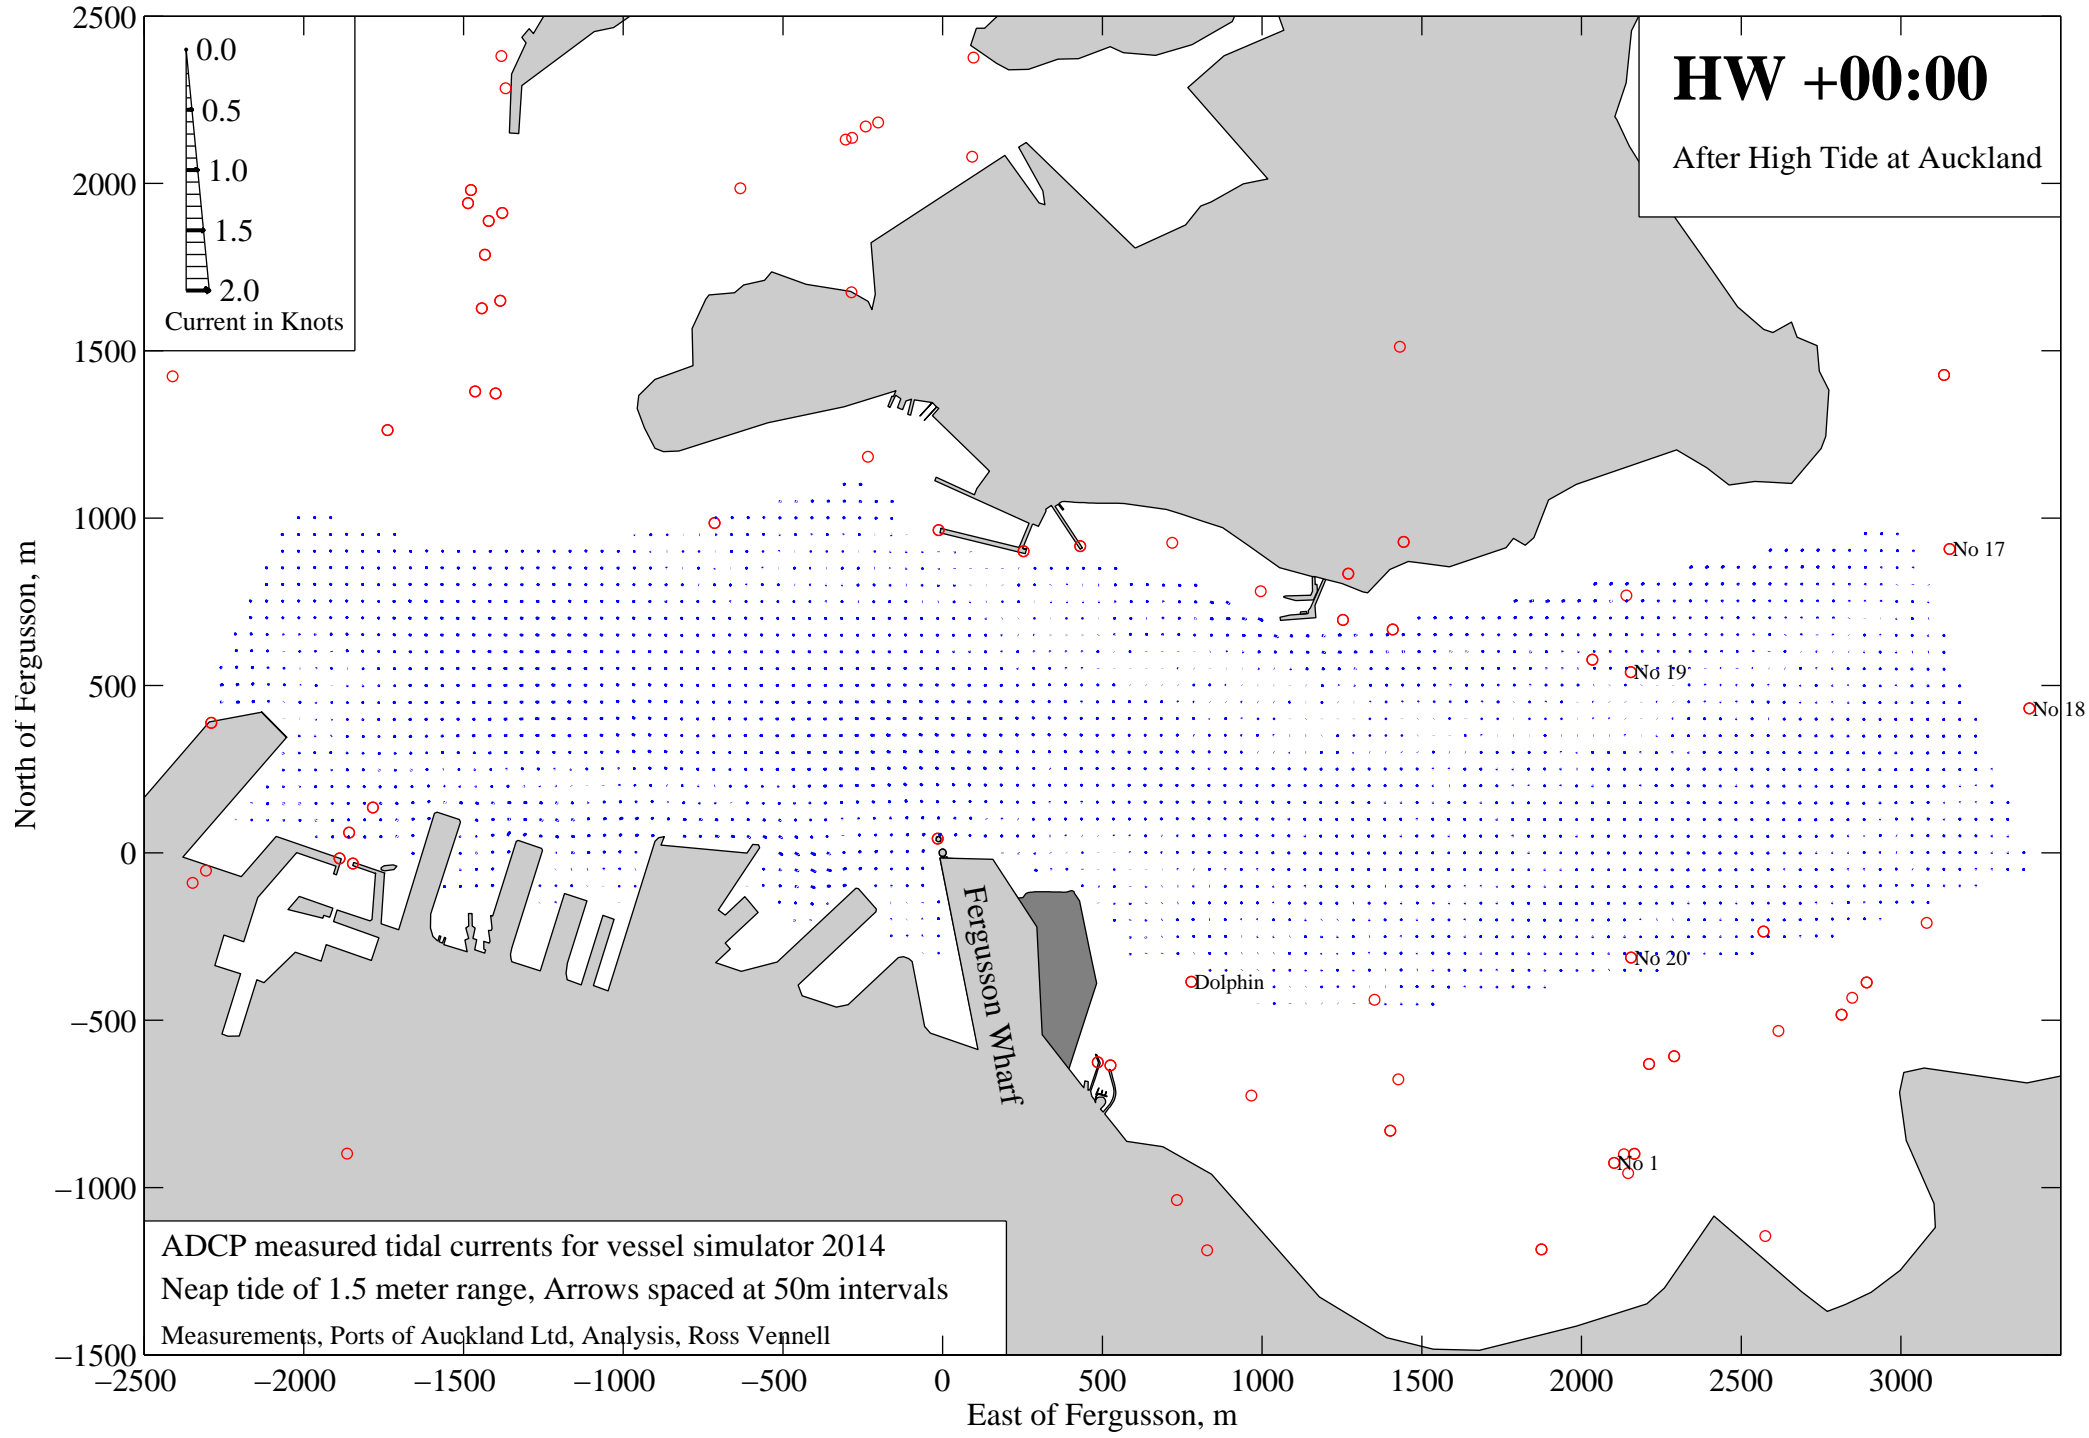 2500
2000
1500
1000
500
0
−500
−1000
−1500
North of Fergusson, m
0.0
0.5
1.0
1.5
2.0
Current in Knots
HW +00:00
After High Tide at Auckland
No 17
No 19
No 18
No 20
Dolphin
No 1
Fergusson Wharf
ADCP measured tidal currents for vessel simulator 2014
Neap tide of 1.5 meter range, Arrows spaced at 50m intervals
Measurements, Ports of Auckland Ltd, Analysis, Ross Vennell
−2500 −2000 −1500 −1000 −500 0 500 1000 1500 2000 2500 3000
East of Fergusson, m